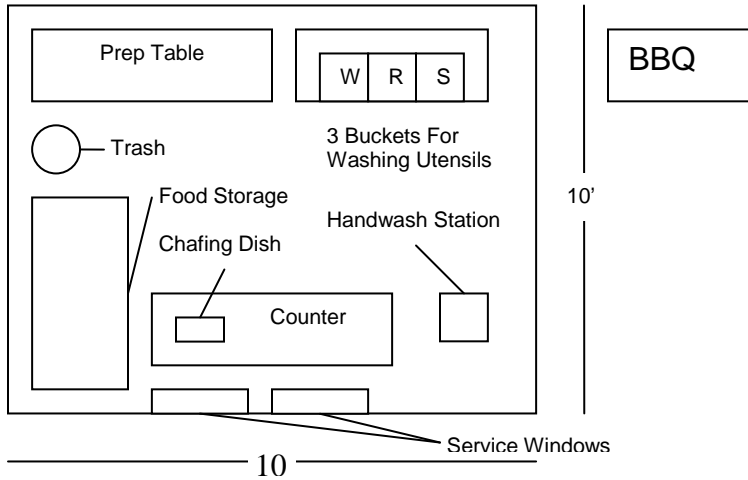 Prep Table
W R S
BBQ
Trash
3 Buckets For
Washing Utensils
Food Storage
10’
Handwash Station
Chafing Dish
Counter
Service Windows
10